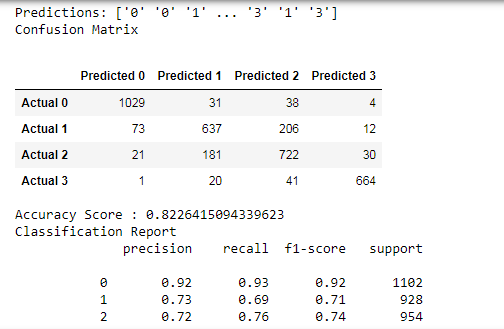 Predictions: ['0' '0' '1' ... '3' '1' '3']
Confusion Matrix
Predicted 0 Predicted 1 Predicted 2 Predicted 3
Actual 0 1029 31 38 4
Actual 1 73 637 206 12
Actual 2 21 181 722 30
Actual 3 1 20 41 664
Accuracy Score : 0.8226415094339623
Classification Report
precision recall f1-score support
0 0.92 0.93 0.92 1102
1 0.73 0.69 0.71 928
2 0.72 0.76 0.74 954